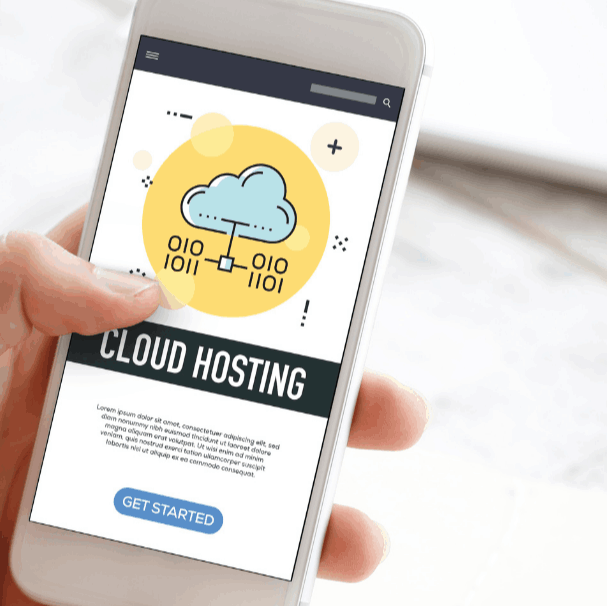 010
1011
010
1101
CLOUD HOSTING
Lorem ipsum dolor sit amet, consectetuer adipiscing elit, sed
diam nonummy nibh euismod tincidunt ut laoreet dolore
magna aliquam erat volutpat. Ut wisi enim ad minim
veniam, quis nostrud exerci tation ullamcorper suscipit
lobortis nisl ut aliquip ex ea commodo consequat.
GET STARTED